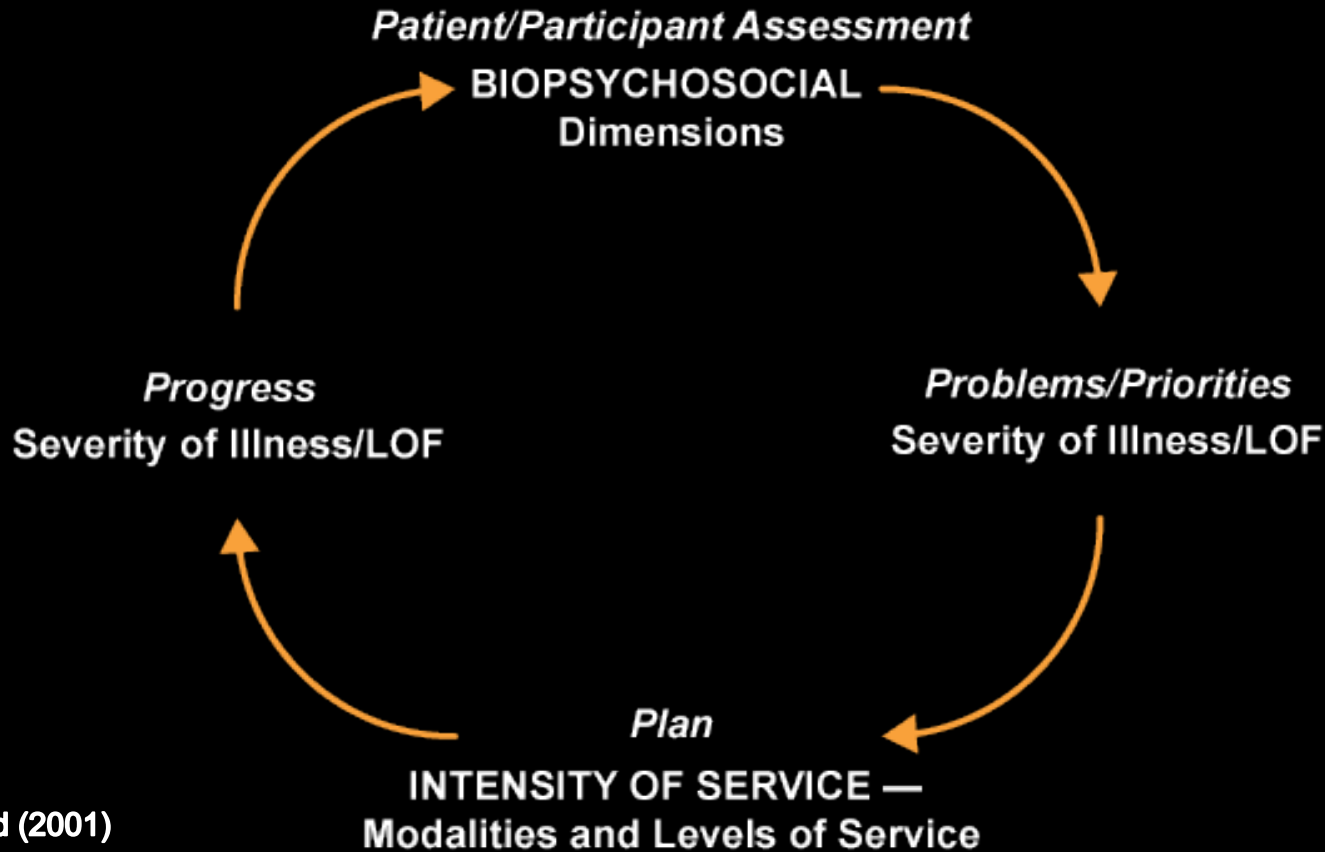 Patient/Participant Assessment
BIOPSYCHOSOCIAL
Dimensions
Problems/Priorities
Severity of Illness/LOF
Plan
INTENSITY OF SERVICE —
Modalities and Levels of Service
Progress
Severity of Illness/LOF
(2001)